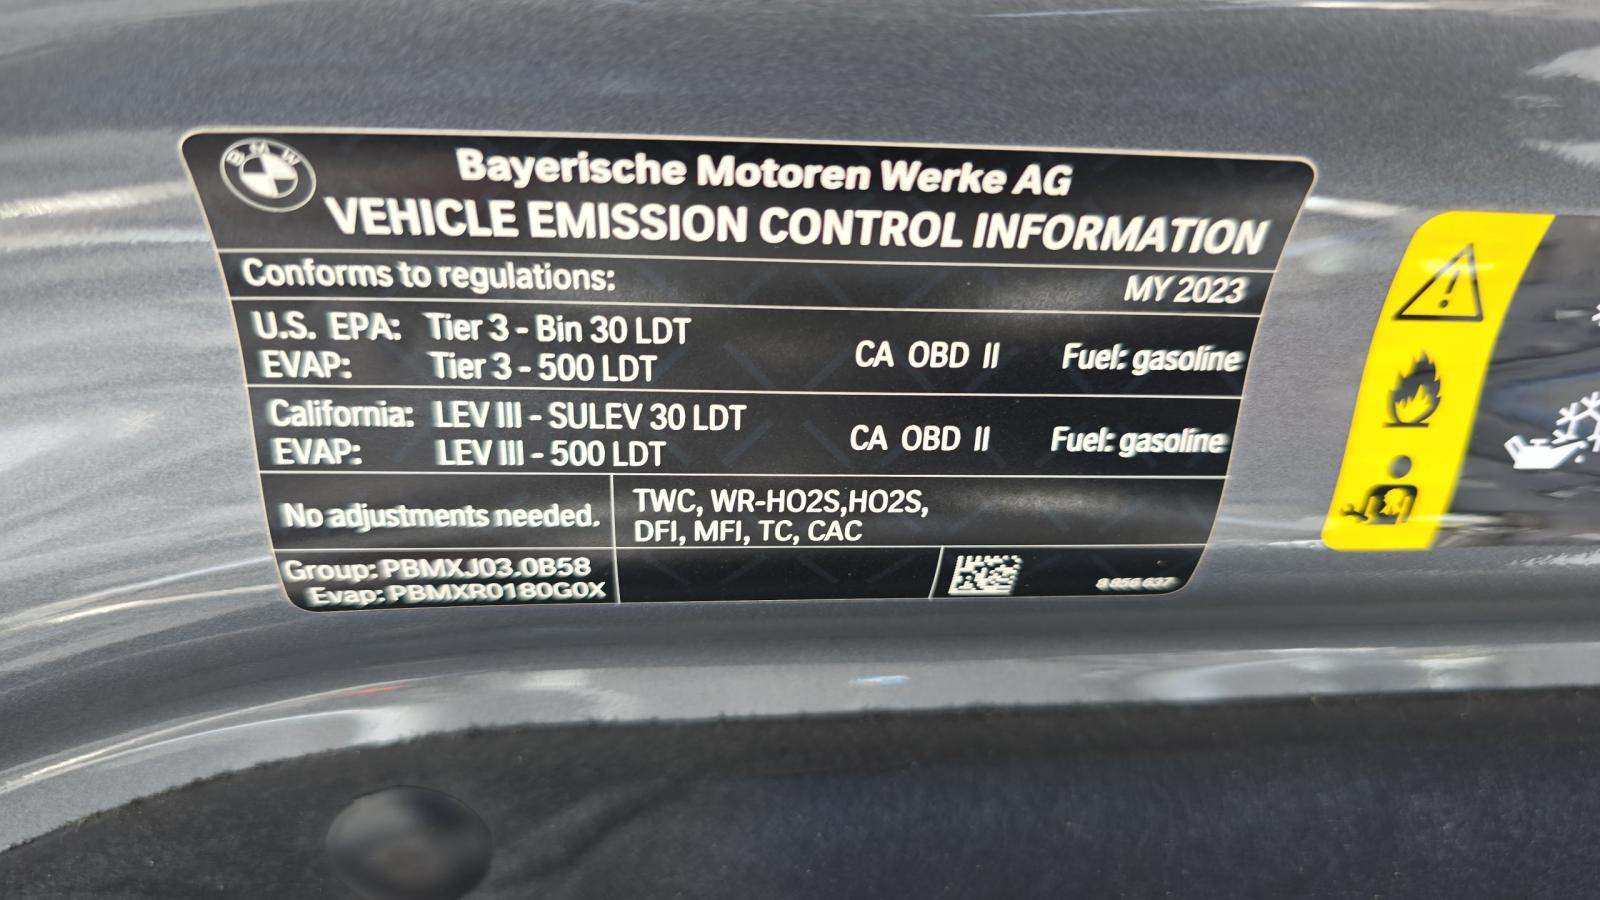 BMW
Bayerische Motoren Werke AG
VEHICLE EMISSION CONTROL INFORMATION
Conforms to regulations: MY 2023
U.S. EPA: Tier 3 - Bin 30 LDT
EVAP: Tier 3 - 500 LDT
CA OBD II Fuel: gasoline
California: LEV III - SULEV 30 LDT
EVAP: LEV III - 500 LDT
CA OBD II Fuel: gasoline
No adjustments needed.
TWC, WR-HO2S,HO2S,
DFI, MFI, TC, CAC
Group: PBMXJ03.0B58
Evap: PBMXR0180G0X
8 856 637